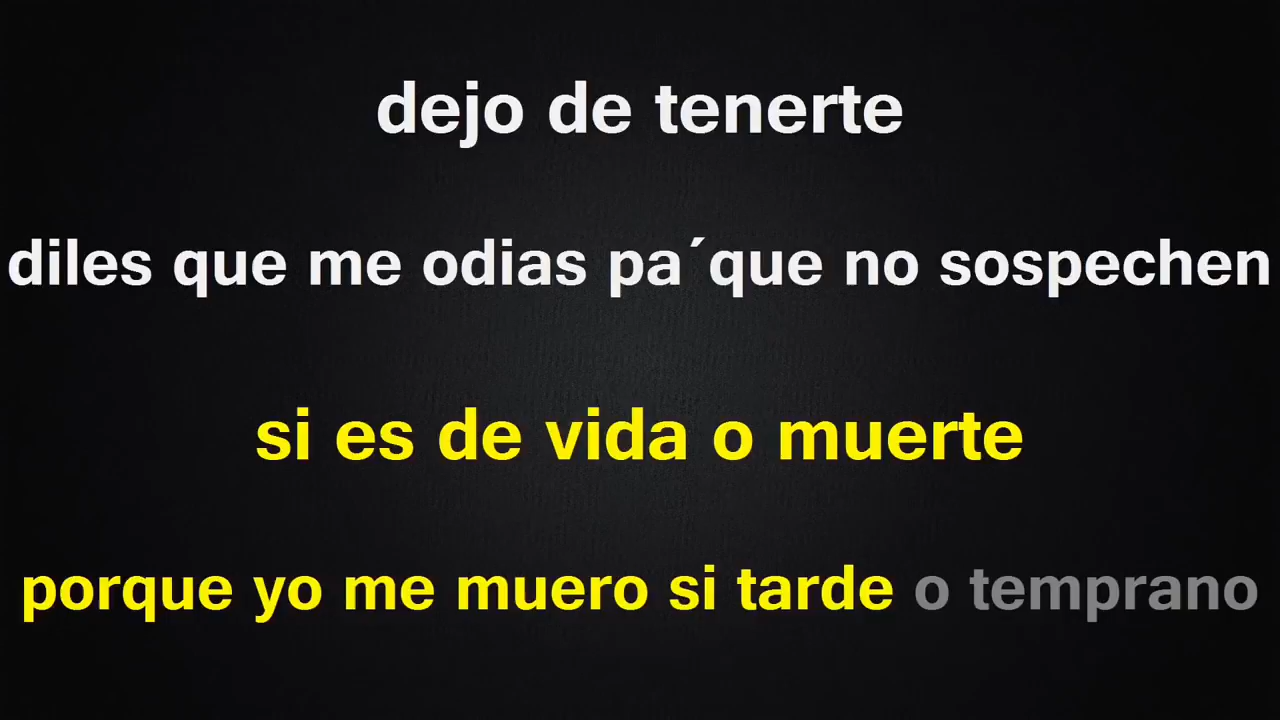 dejo de tenerte
diles que me odias pa´que no sospechen
si es de vida o muerte
porque yo me muero si tarde o temprano